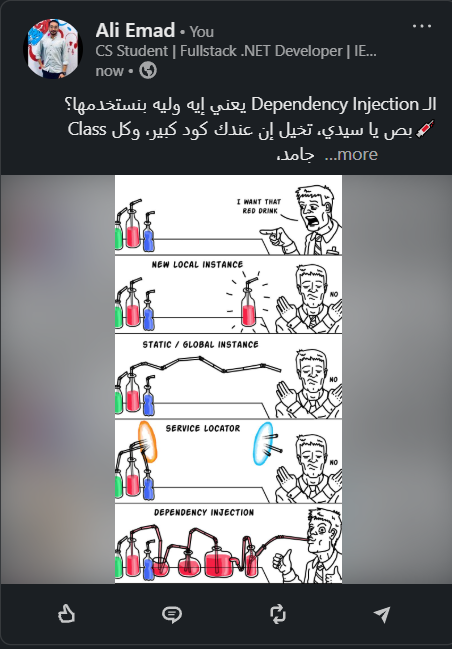 Ali Emad • You
CS Student | Fullstack .NET Developer | IE...
now •
الـ Dependency Injection يعني إيه وليه بنستخدمها؟
💉 بص يا سيدي، تخيل إن عندك كود كبير، وكل Class
جامد، ...more
I WANT THAT
RED DRINK
NEW LOCAL INSTANCE
NO
STATIC / GLOBAL INSTANCE
NO
SERVICE LOCATOR
NO
DEPENDENCY INJECTION